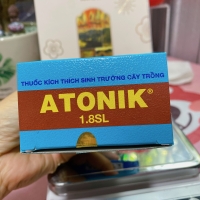 THUỐC KÍCH THÍCH SINH TRƯỞNG CÂY TRỒNG
ATONIK®
1.8SL